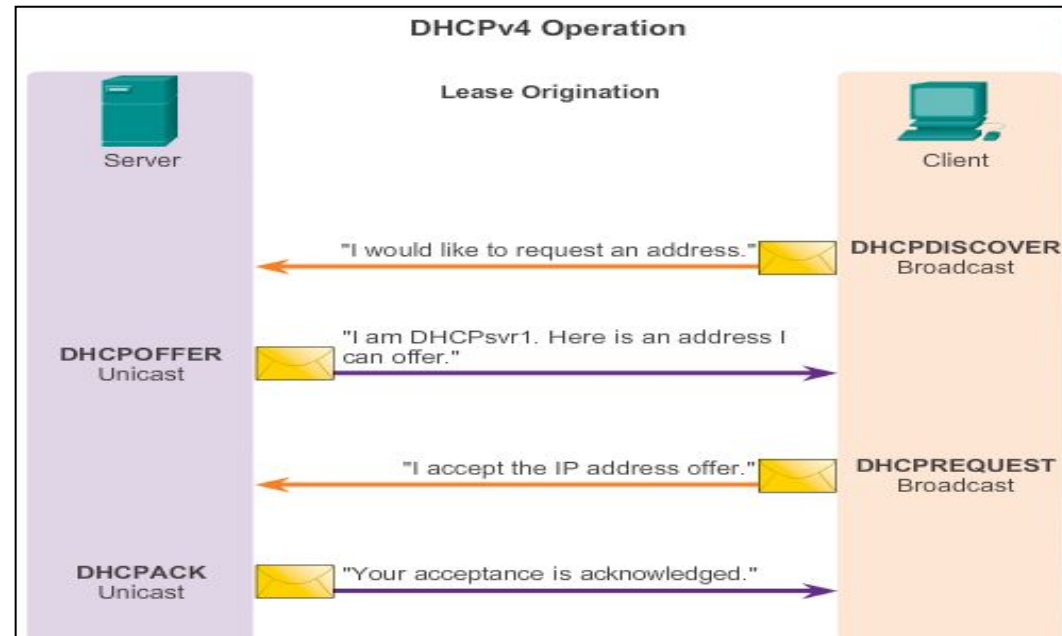 DHCPv4 Operation
Lease Origination
Server
Client
"I would like to request an address."
DHCPDISCOVER
Broadcast
DHCPOFFER
Unicast
"I am DHCPsvr1. Here is an address I
can offer."
"I accept the IP address offer."
DHCPREQUEST
Broadcast
DHCPACK
Unicast
"Your acceptance is acknowledged."